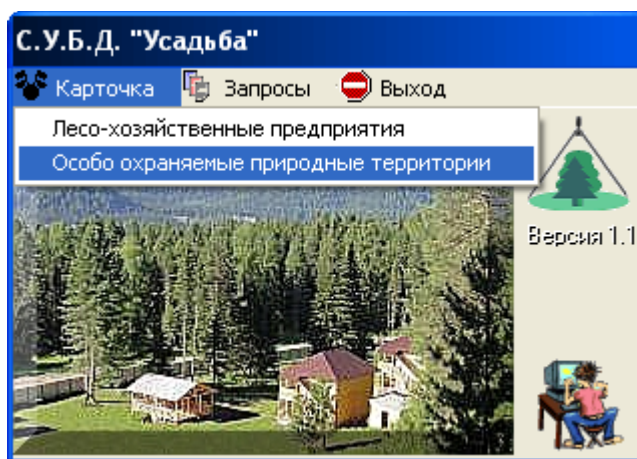 С.У.Б.Д. "Усадьба"
Карточка Запросы Выход
Лесо-хозяйственные предприятия
Особо охраняемые природные территории
Версия 1.1